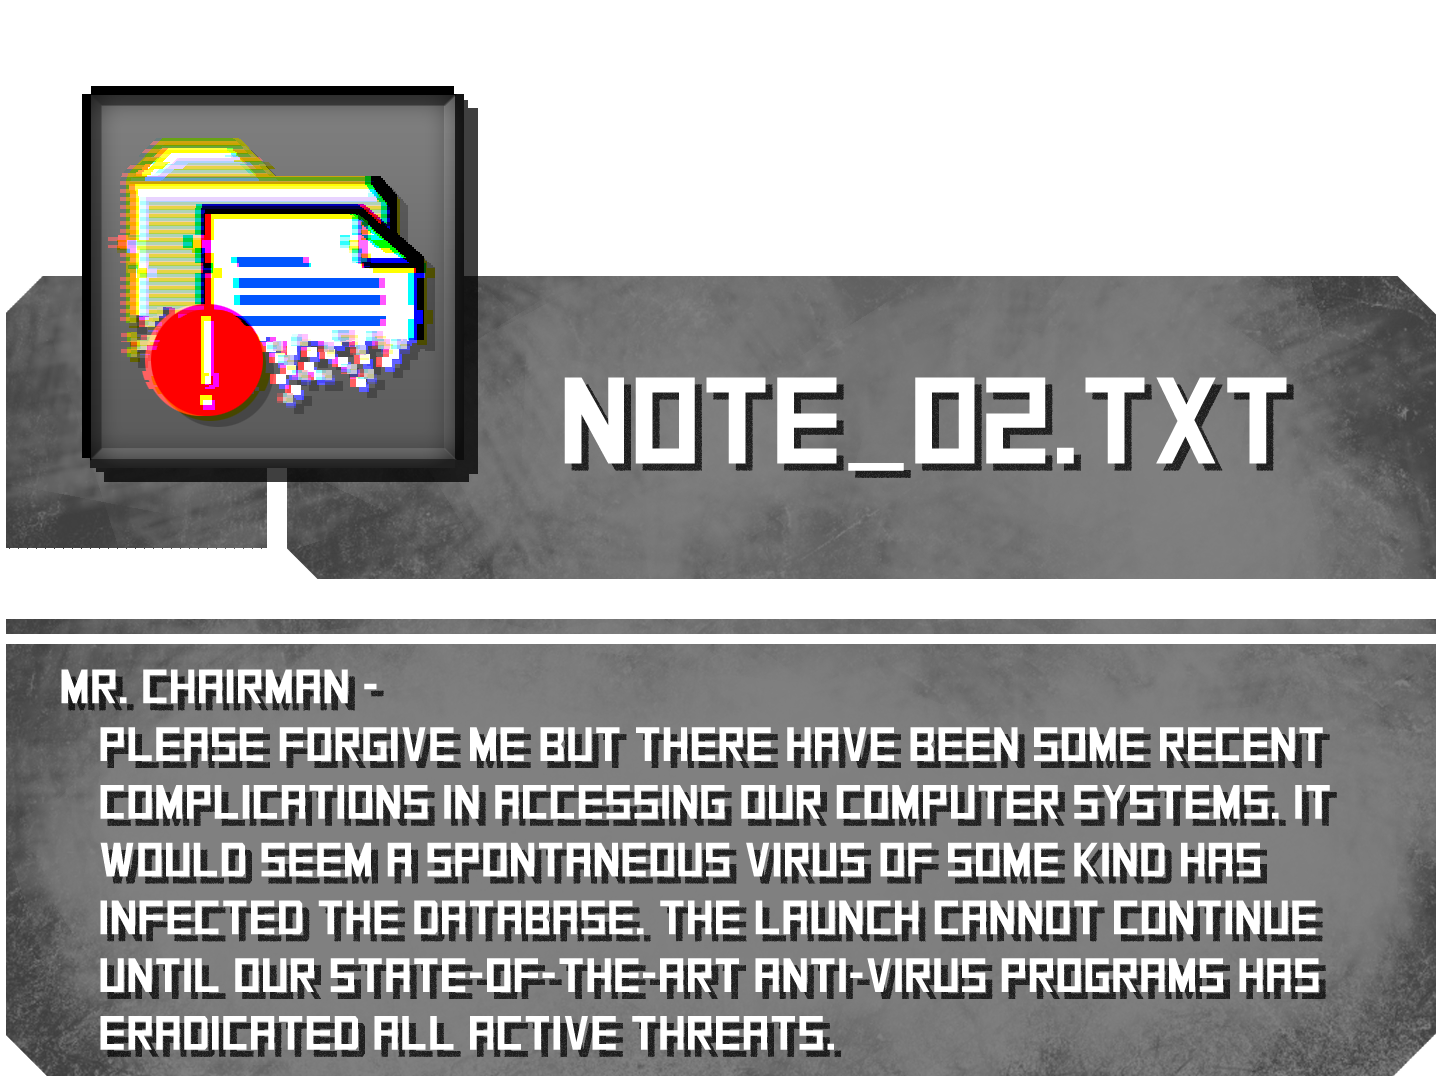 NOTE_02.TXT
MR. CHAIRMAN -
PLEASE FORGIVE ME BUT THERE HAVE BEEN SOME RECENT
COMPLICATIONS IN ACCESSING OUR COMPUTER SYSTEMS. IT
WOULD SEEM A SPONTANEOUS VIRUS OF SOME KIND HAS
INFECTED THE DATABASE. THE LAUNCH CANNOT CONTINUE
UNTIL OUR STATE-OF-THE-ART ANTI-VIRUS PROGRAMS HAS
ERADICATED ALL ACTIVE THREATS.